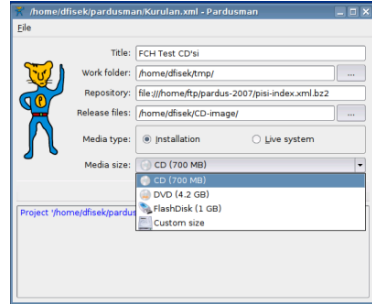 /home/dfisek/pardusman/Kurulan.xml - Pardusman
File
Title: FCH Test CD'si
Work folder: /home/dfisek/tmp/ ...
Repository: file:///home/ftp/pardus-2007/pisi-index.xml.bz2
Release files: /home/dfisek/CD-image/ ...
Media type: Installation Live system
Media size: CD (700 MB)
CD (700 MB)
DVD (4.2 GB)
FlashDisk (1 GB)
Custom size
Project '/home/dfisek/pardus